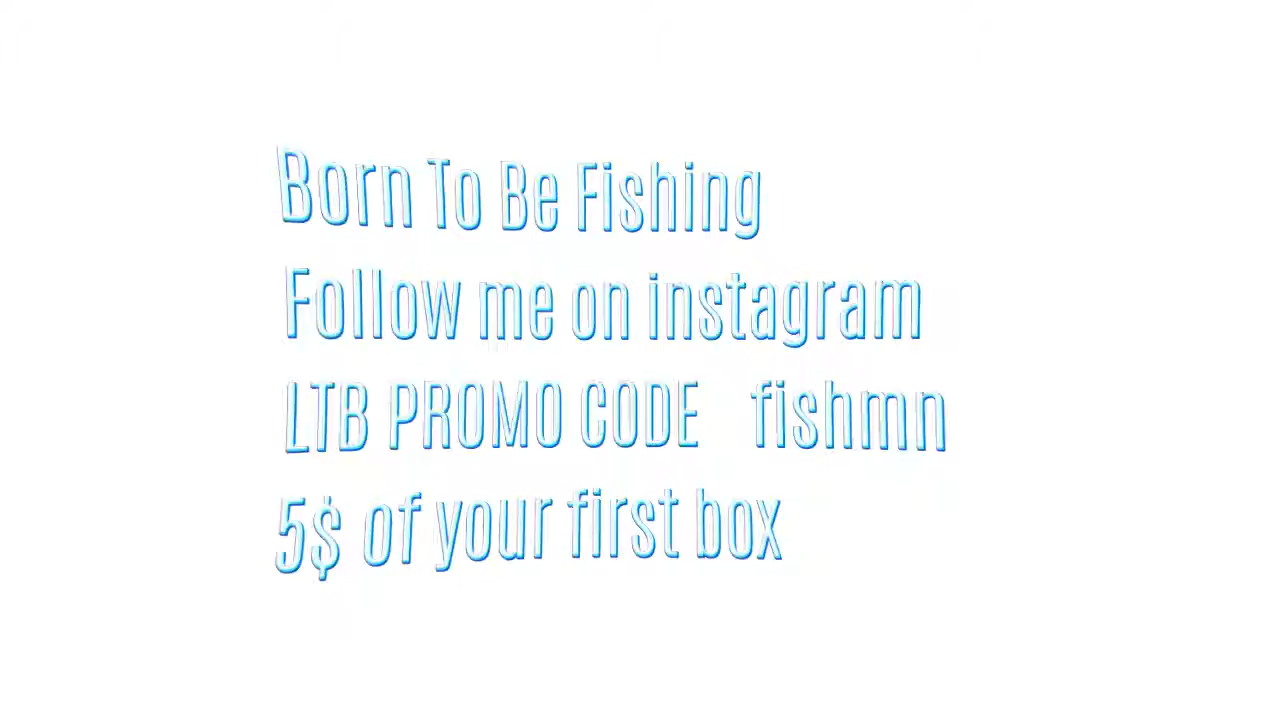 Born To Be Fishing
Follow me on instagram
LTB PROMO CODE fishmn
5$ of your first box